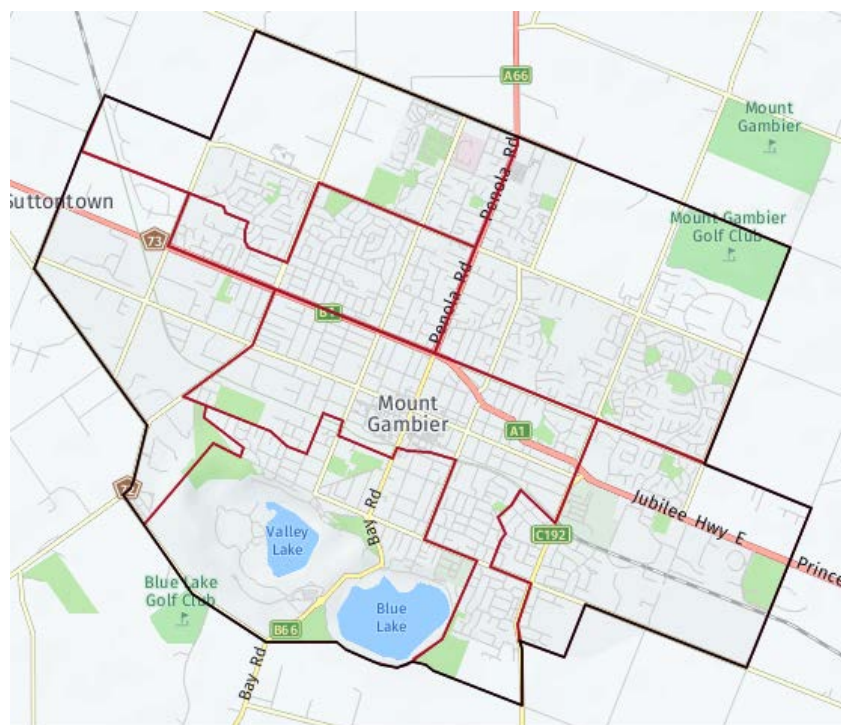 A66
Mount
Gambier
Penola Rd
Suttontown
Mount Gambier
Golf Club
73
Penola Rd
B1
Mount
Gambier
A1
Jubilee Hwy E
Bay Rd
Valley
Lake
C192
Prince
Blue Lake
Golf Club
Blue
Lake
B66
Bay Rd